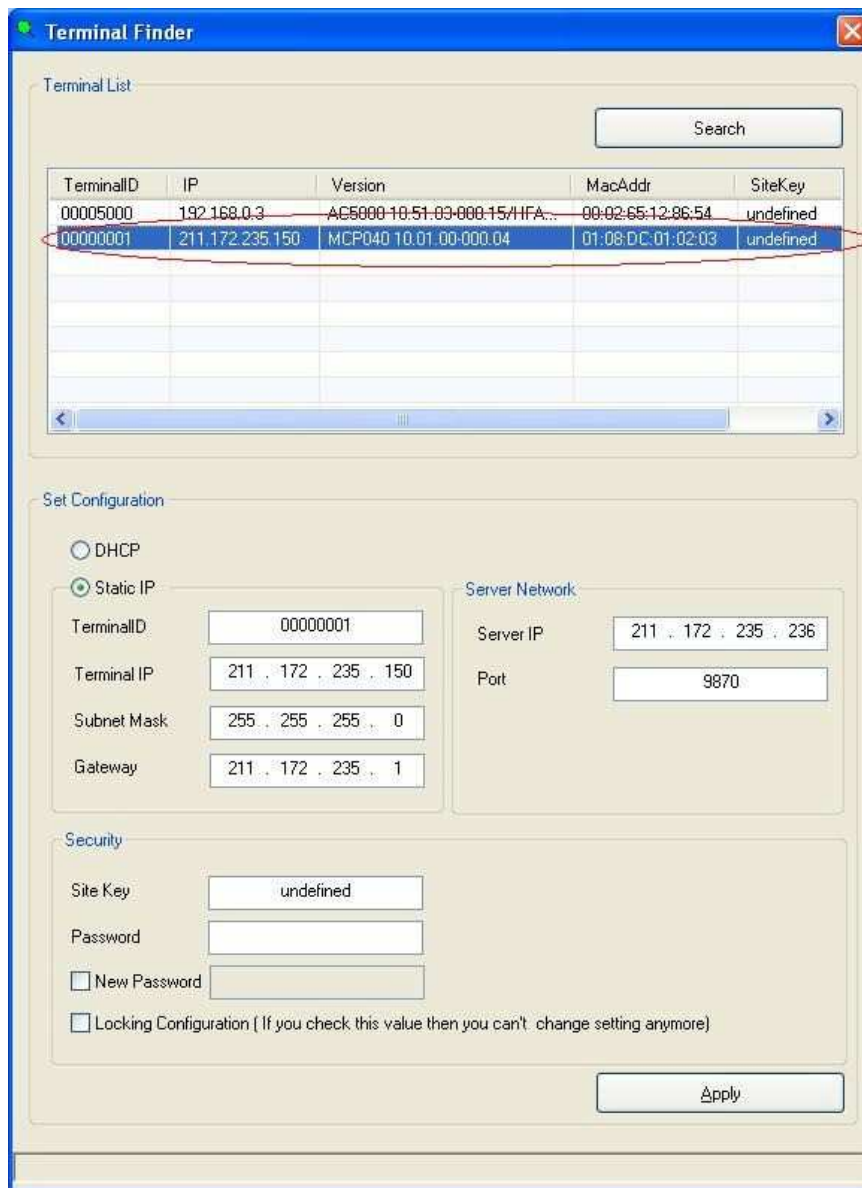 Terminal Finder
Terminal List
Search
TerminalID IP Version MacAddr SiteKey
00005000 192.168.0.3 AC5000 10.51.03-000.15/HFA... 00:02:65:12:86:54 undefined
00000001 211.172.235.150 MCP040 10.01.00-000.04 01:08:DC:01:02:03 undefined
Set Configuration
DHCP
Static IP
TerminalID 00000001
Terminal IP 211 . 172 . 235 . 150
Subnet Mask 255 . 255 . 255 . 0
Gateway 211 . 172 . 235 . 1
Server Network
Server IP 211 . 172 . 235 . 236
Port 9870
Security
Site Key undefined
Password
New Password
Locking Configuration ( If you check this value then you can't change setting anymore)
Apply